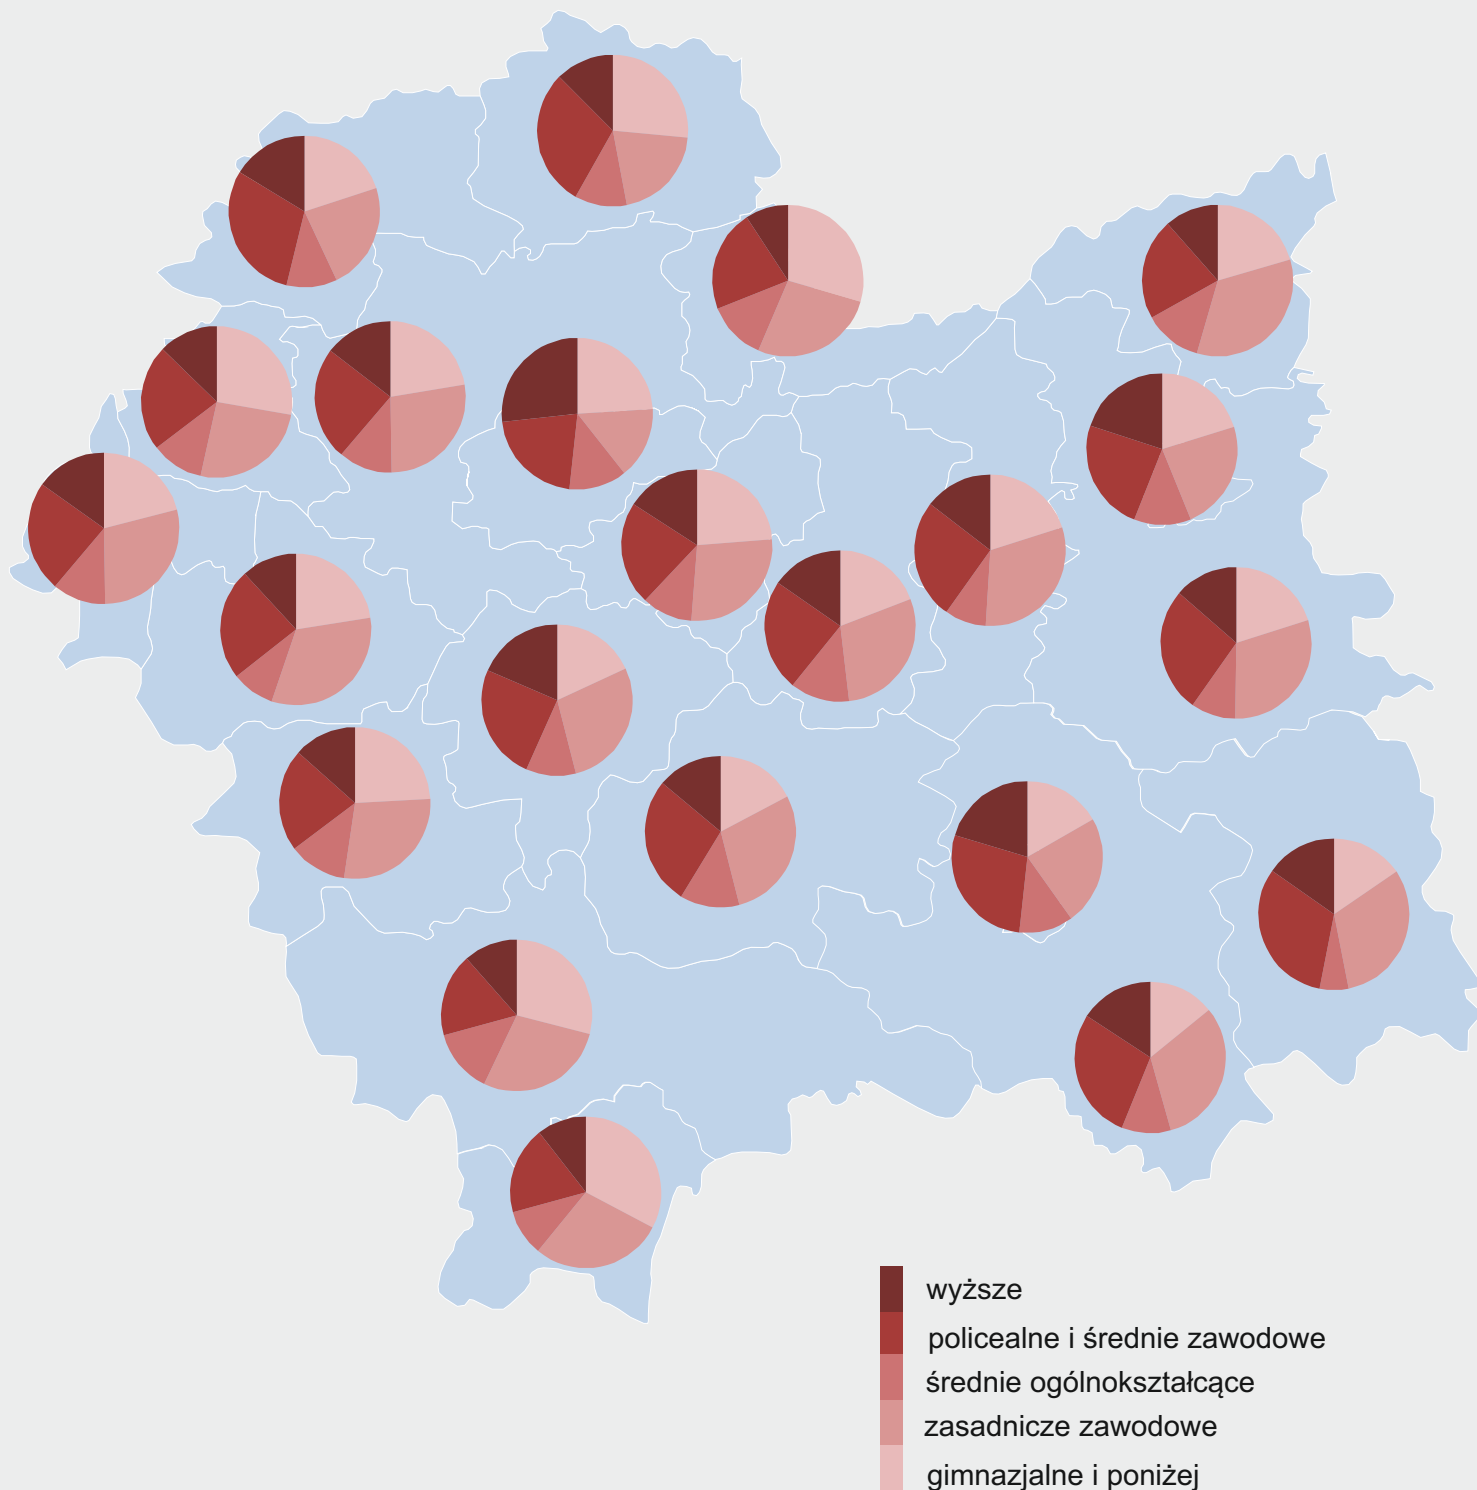 wyższe
policealne i średnie zawodowe
średnie ogólnokształcące
zasadnicze zawodowe
gimnazjalne i poniżej